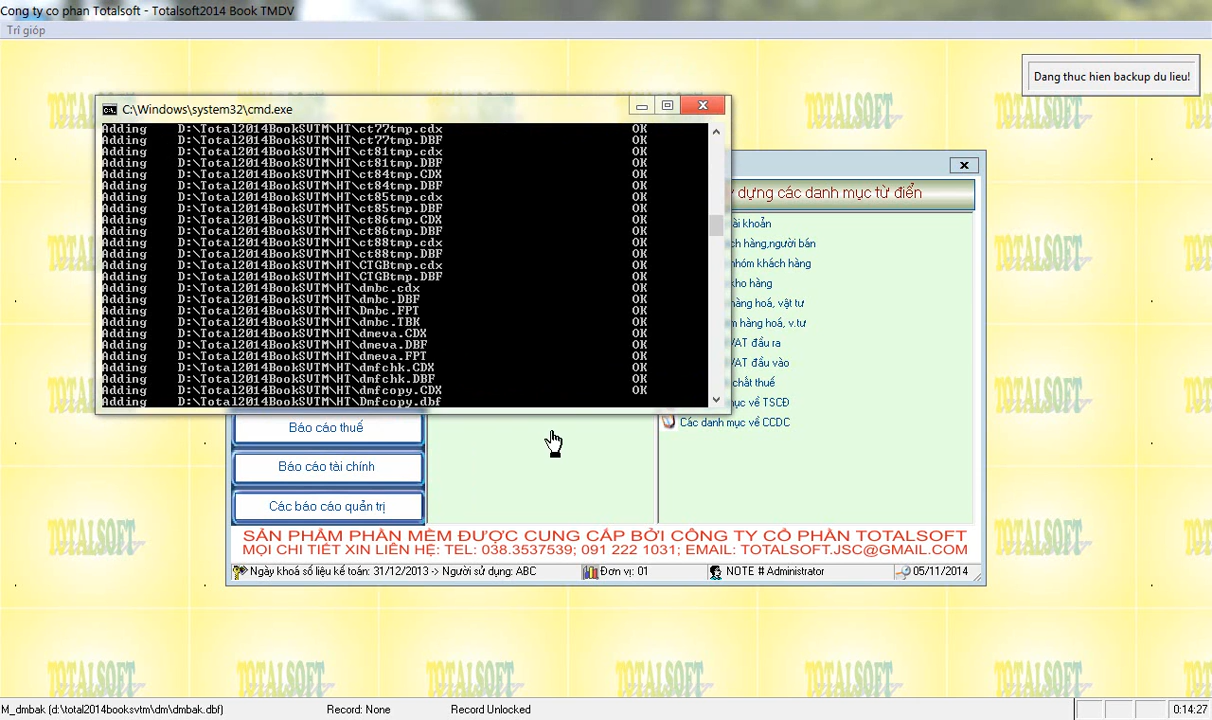 Cong ty co phan Totalsoft - Totalsoft2014 Book TMDV
Trî gióp
Dang thuc hien backup du lieu!
C:\Windows\system32\cmd.exe
Adding D:\Total2014BookSVTM\HT\ct77tmp.cdx OK
Adding D:\Total2014BookSVTM\HT\ct77tmp.DBF OK
Adding D:\Total2014BookSVTM\HT\ct81tmp.cdx OK
Adding D:\Total2014BookSVTM\HT\ct81tmp.DBF OK
Adding D:\Total2014BookSVTM\HT\ct84tmp.CDX OK
Adding D:\Total2014BookSVTM\HT\ct84tmp.DBF OK
Adding D:\Total2014BookSVTM\HT\ct85tmp.cdx OK
Adding D:\Total2014BookSVTM\HT\ct85tmp.DBF OK
Adding D:\Total2014BookSVTM\HT\ct86tmp.CDX OK
Adding D:\Total2014BookSVTM\HT\ct86tmp.DBF OK
Adding D:\Total2014BookSVTM\HT\ct88tmp.cdx OK
Adding D:\Total2014BookSVTM\HT\ct88tmp.DBF OK
Adding D:\Total2014BookSVTM\HT\CTGBtmp.cdx OK
Adding D:\Total2014BookSVTM\HT\CTGBtmp.DBF OK
Adding D:\Total2014BookSVTM\HT\dmbc.cdx OK
Adding D:\Total2014BookSVTM\HT\dmbc.DBF OK
Adding D:\Total2014BookSVTM\HT\Dmbc.FPT OK
Adding D:\Total2014BookSVTM\HT\dmbc.TBK OK
Adding D:\Total2014BookSVTM\HT\dmeva.CDX OK
Adding D:\Total2014BookSVTM\HT\dmeva.DBF OK
Adding D:\Total2014BookSVTM\HT\dmeva.FPT OK
Adding D:\Total2014BookSVTM\HT\dmfchk.CDX OK
Adding D:\Total2014BookSVTM\HT\dmfchk.DBF OK
Adding D:\Total2014BookSVTM\HT\dmfcopy.CDX OK
Adding D:\Total2014BookSVTM\HT\Dmfcopy.dbf
dựng các danh mục từ điển
ài khoản
ch hàng,người bán
nhóm khách hàng
kho hàng
hàng hoá, vật tư
m hàng hoá, v.tư
VAT đầu ra
VAT đầu vào
chất thuế
mục về TSCĐ
Các danh mục về CCDC
Báo cáo thuế
Báo cáo tài chính
Các báo cáo quản trị
SẢN PHẨM PHẦN MỀM ĐƯỢC CUNG CẤP BỞI CÔNG TY CỔ PHẦN TOTALSOFT
MỌI CHI TIẾT XIN LIÊN HỆ: TEL: 038.3537539; 091 222 1031; EMAIL: TOTALSOFT.JSC@GMAIL.COM
Ngày khoá số liệu kế toán: 31/12/2013 -> Người sử dụng: ABC
Đơn vị: 01
NOTE # Administrator
05/11/2014
TOTALSOFT
M_dmbak (d:\total2014booksvtm\dm\dmbak.dbf)
Record: None
Record Unlocked
0:14:27